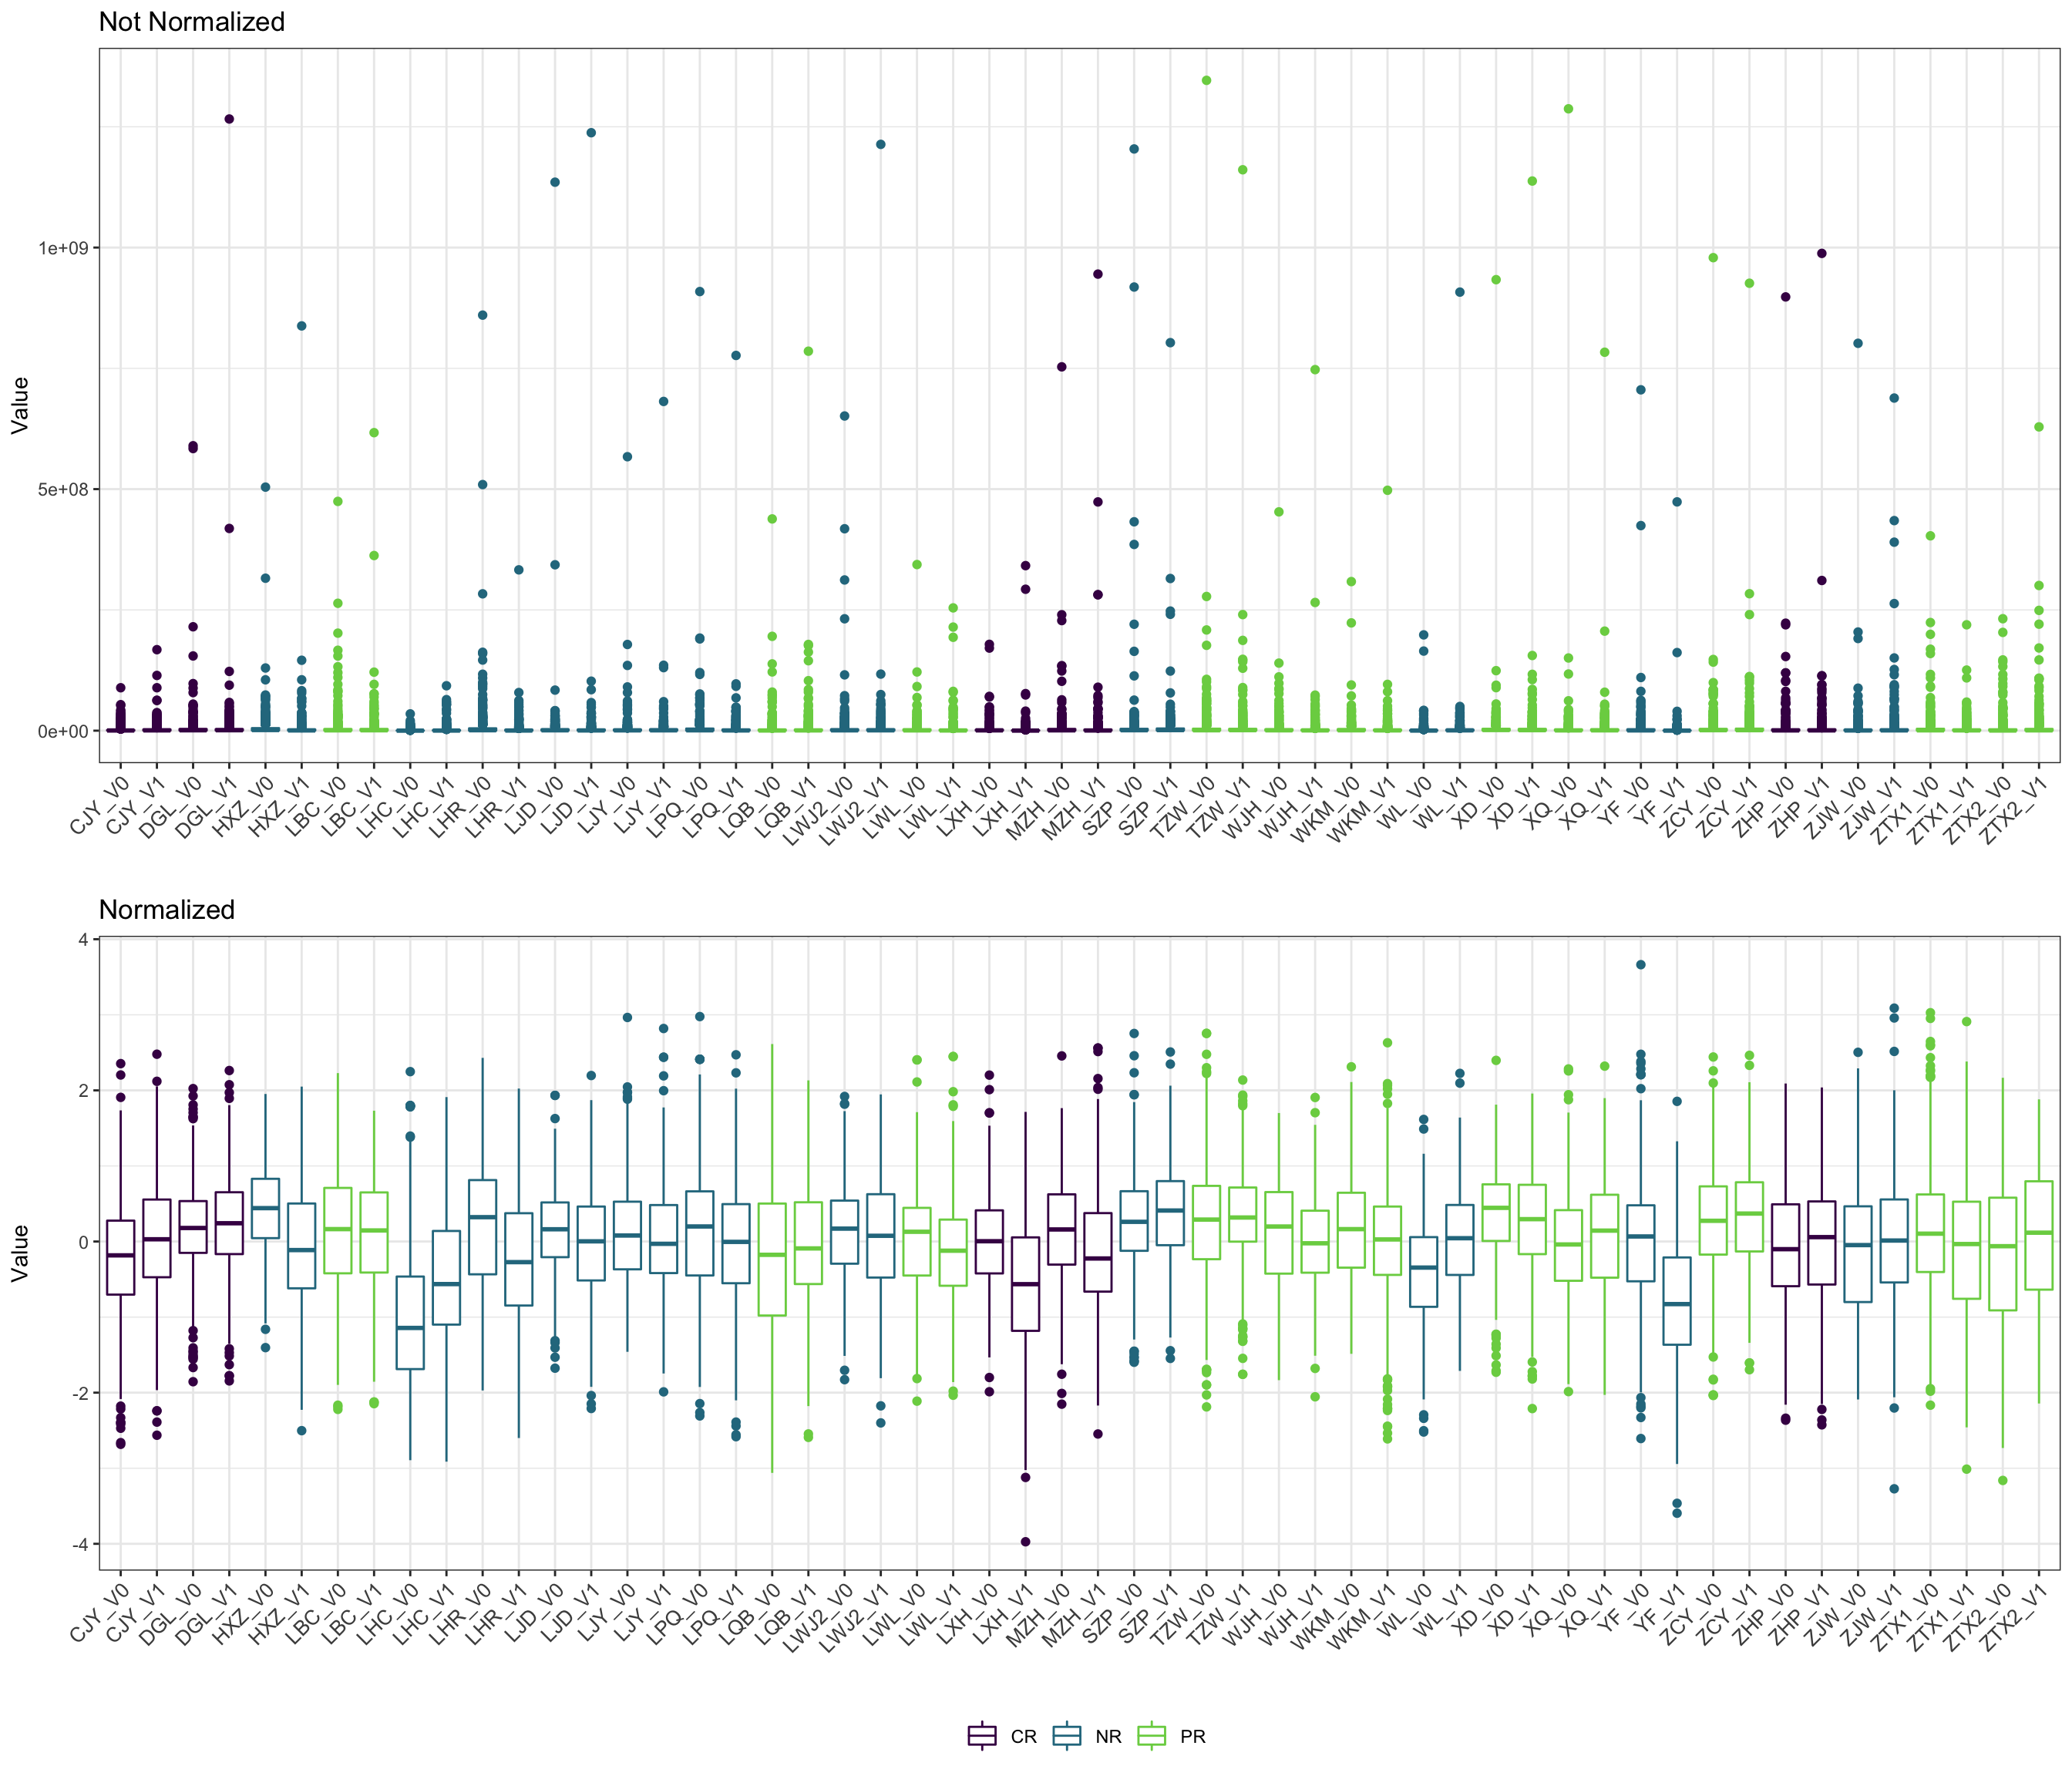 Not Normalized
Value
1e+09
5e+08
0e+00
CJY_V0 CJY_V1 DGL_V0 DGL_V1 HXZ_V0 HXZ_V1 LBC_V0 LBC_V1 LHC_V0 LHC_V1 LHR_V0 LHR_V1 LJD_V0 LJD_V1 LJY_V0 LJY_V1 LPQ_V0 LPQ_V1 LQB_V0 LQB_V1 LWJ2_V0 LWJ2_V1 LWL_V0 LWL_V1 LXH_V0 LXH_V1 MZH_V0 MZH_V1 SZP_V0 SZP_V1 TZW_V0 TZW_V1 WJH_V0 WJH_V1 WKM_V0 WKM_V1 WL_V0 WL_V1 XD_V0 XD_V1 XQ_V0 XQ_V1 YF_V0 YF_V1 ZCY_V0 ZCY_V1 ZHP_V0 ZHP_V1 ZJW_V0 ZJW_V1 ZTX1_V0 ZTX1_V1 ZTX2_V0 ZTX2_V1
Normalized
Value
4
2
0
-2
-4
CJY_V0 CJY_V1 DGL_V0 DGL_V1 HXZ_V0 HXZ_V1 LBC_V0 LBC_V1 LHC_V0 LHC_V1 LHR_V0 LHR_V1 LJD_V0 LJD_V1 LJY_V0 LJY_V1 LPQ_V0 LPQ_V1 LQB_V0 LQB_V1 LWJ2_V0 LWJ2_V1 LWL_V0 LWL_V1 LXH_V0 LXH_V1 MZH_V0 MZH_V1 SZP_V0 SZP_V1 TZW_V0 TZW_V1 WJH_V0 WJH_V1 WKM_V0 WKM_V1 WL_V0 WL_V1 XD_V0 XD_V1 XQ_V0 XQ_V1 YF_V0 YF_V1 ZCY_V0 ZCY_V1 ZHP_V0 ZHP_V1 ZJW_V0 ZJW_V1 ZTX1_V0 ZTX1_V1 ZTX2_V0 ZTX2_V1
CR NR PR